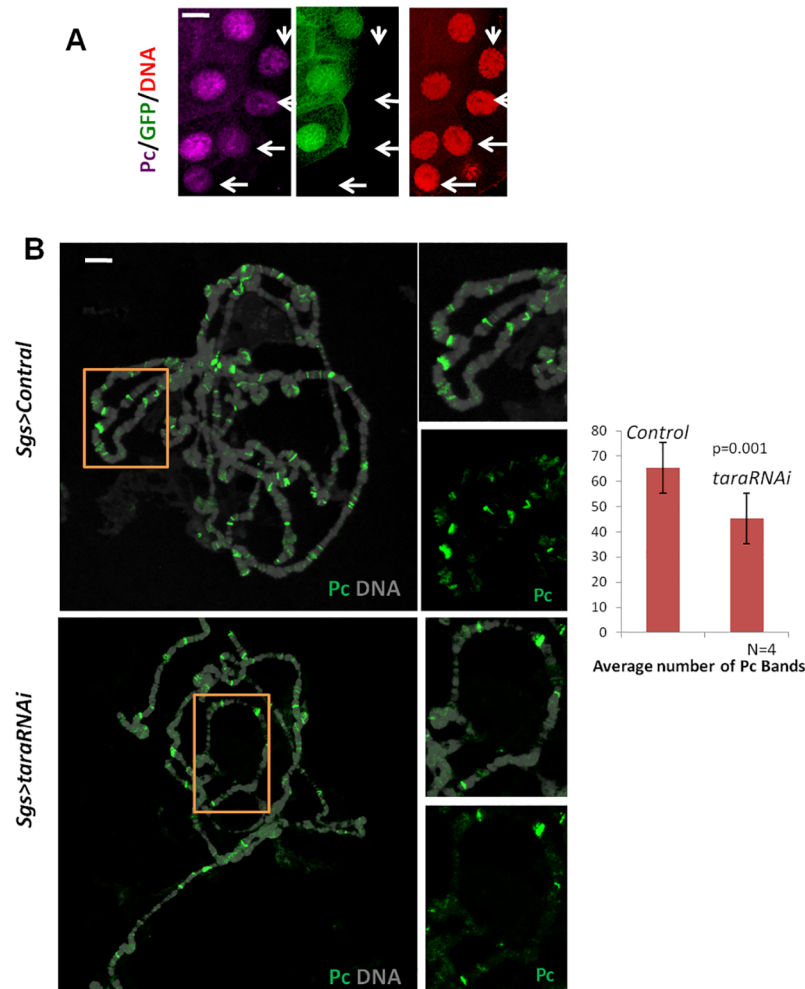 A
Pc/GFP/DNA
B
Sgs>Control
Pc DNA
Pc
Sgs>taraRNAi
Pc DNA
Pc
80
70
60
50
40
30
20
10
0
Control
p=0.001
taraRNAi
N=4
Average number of Pc Bands